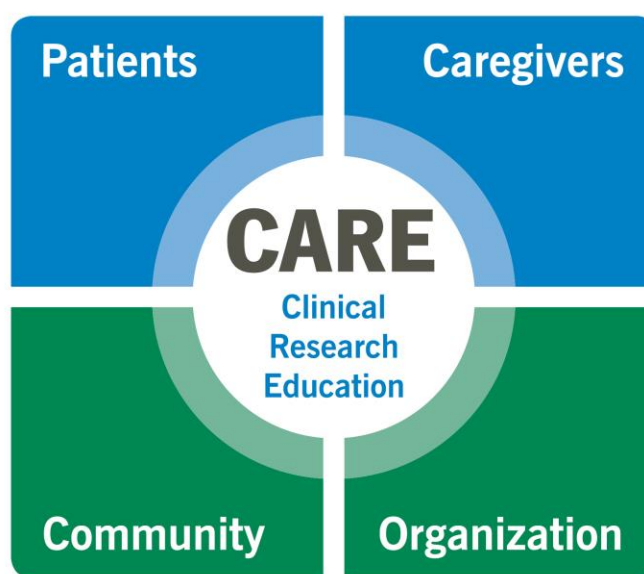 Patients
Caregivers
CARE
Clinical
Research
Education
Community
Organization